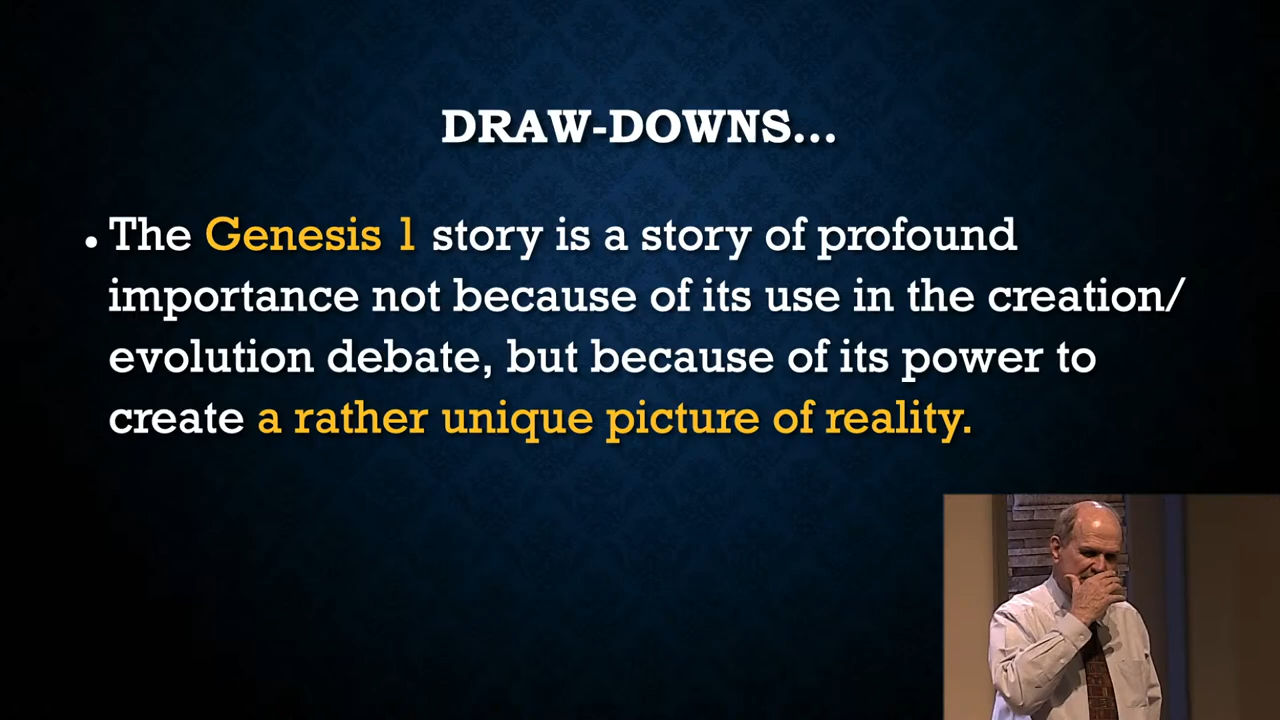 DRAW-DOWNS...
• The Genesis 1 story is a story of profound
importance not because of its use in the creation/
evolution debate, but because of its power to
create a rather unique picture of reality.